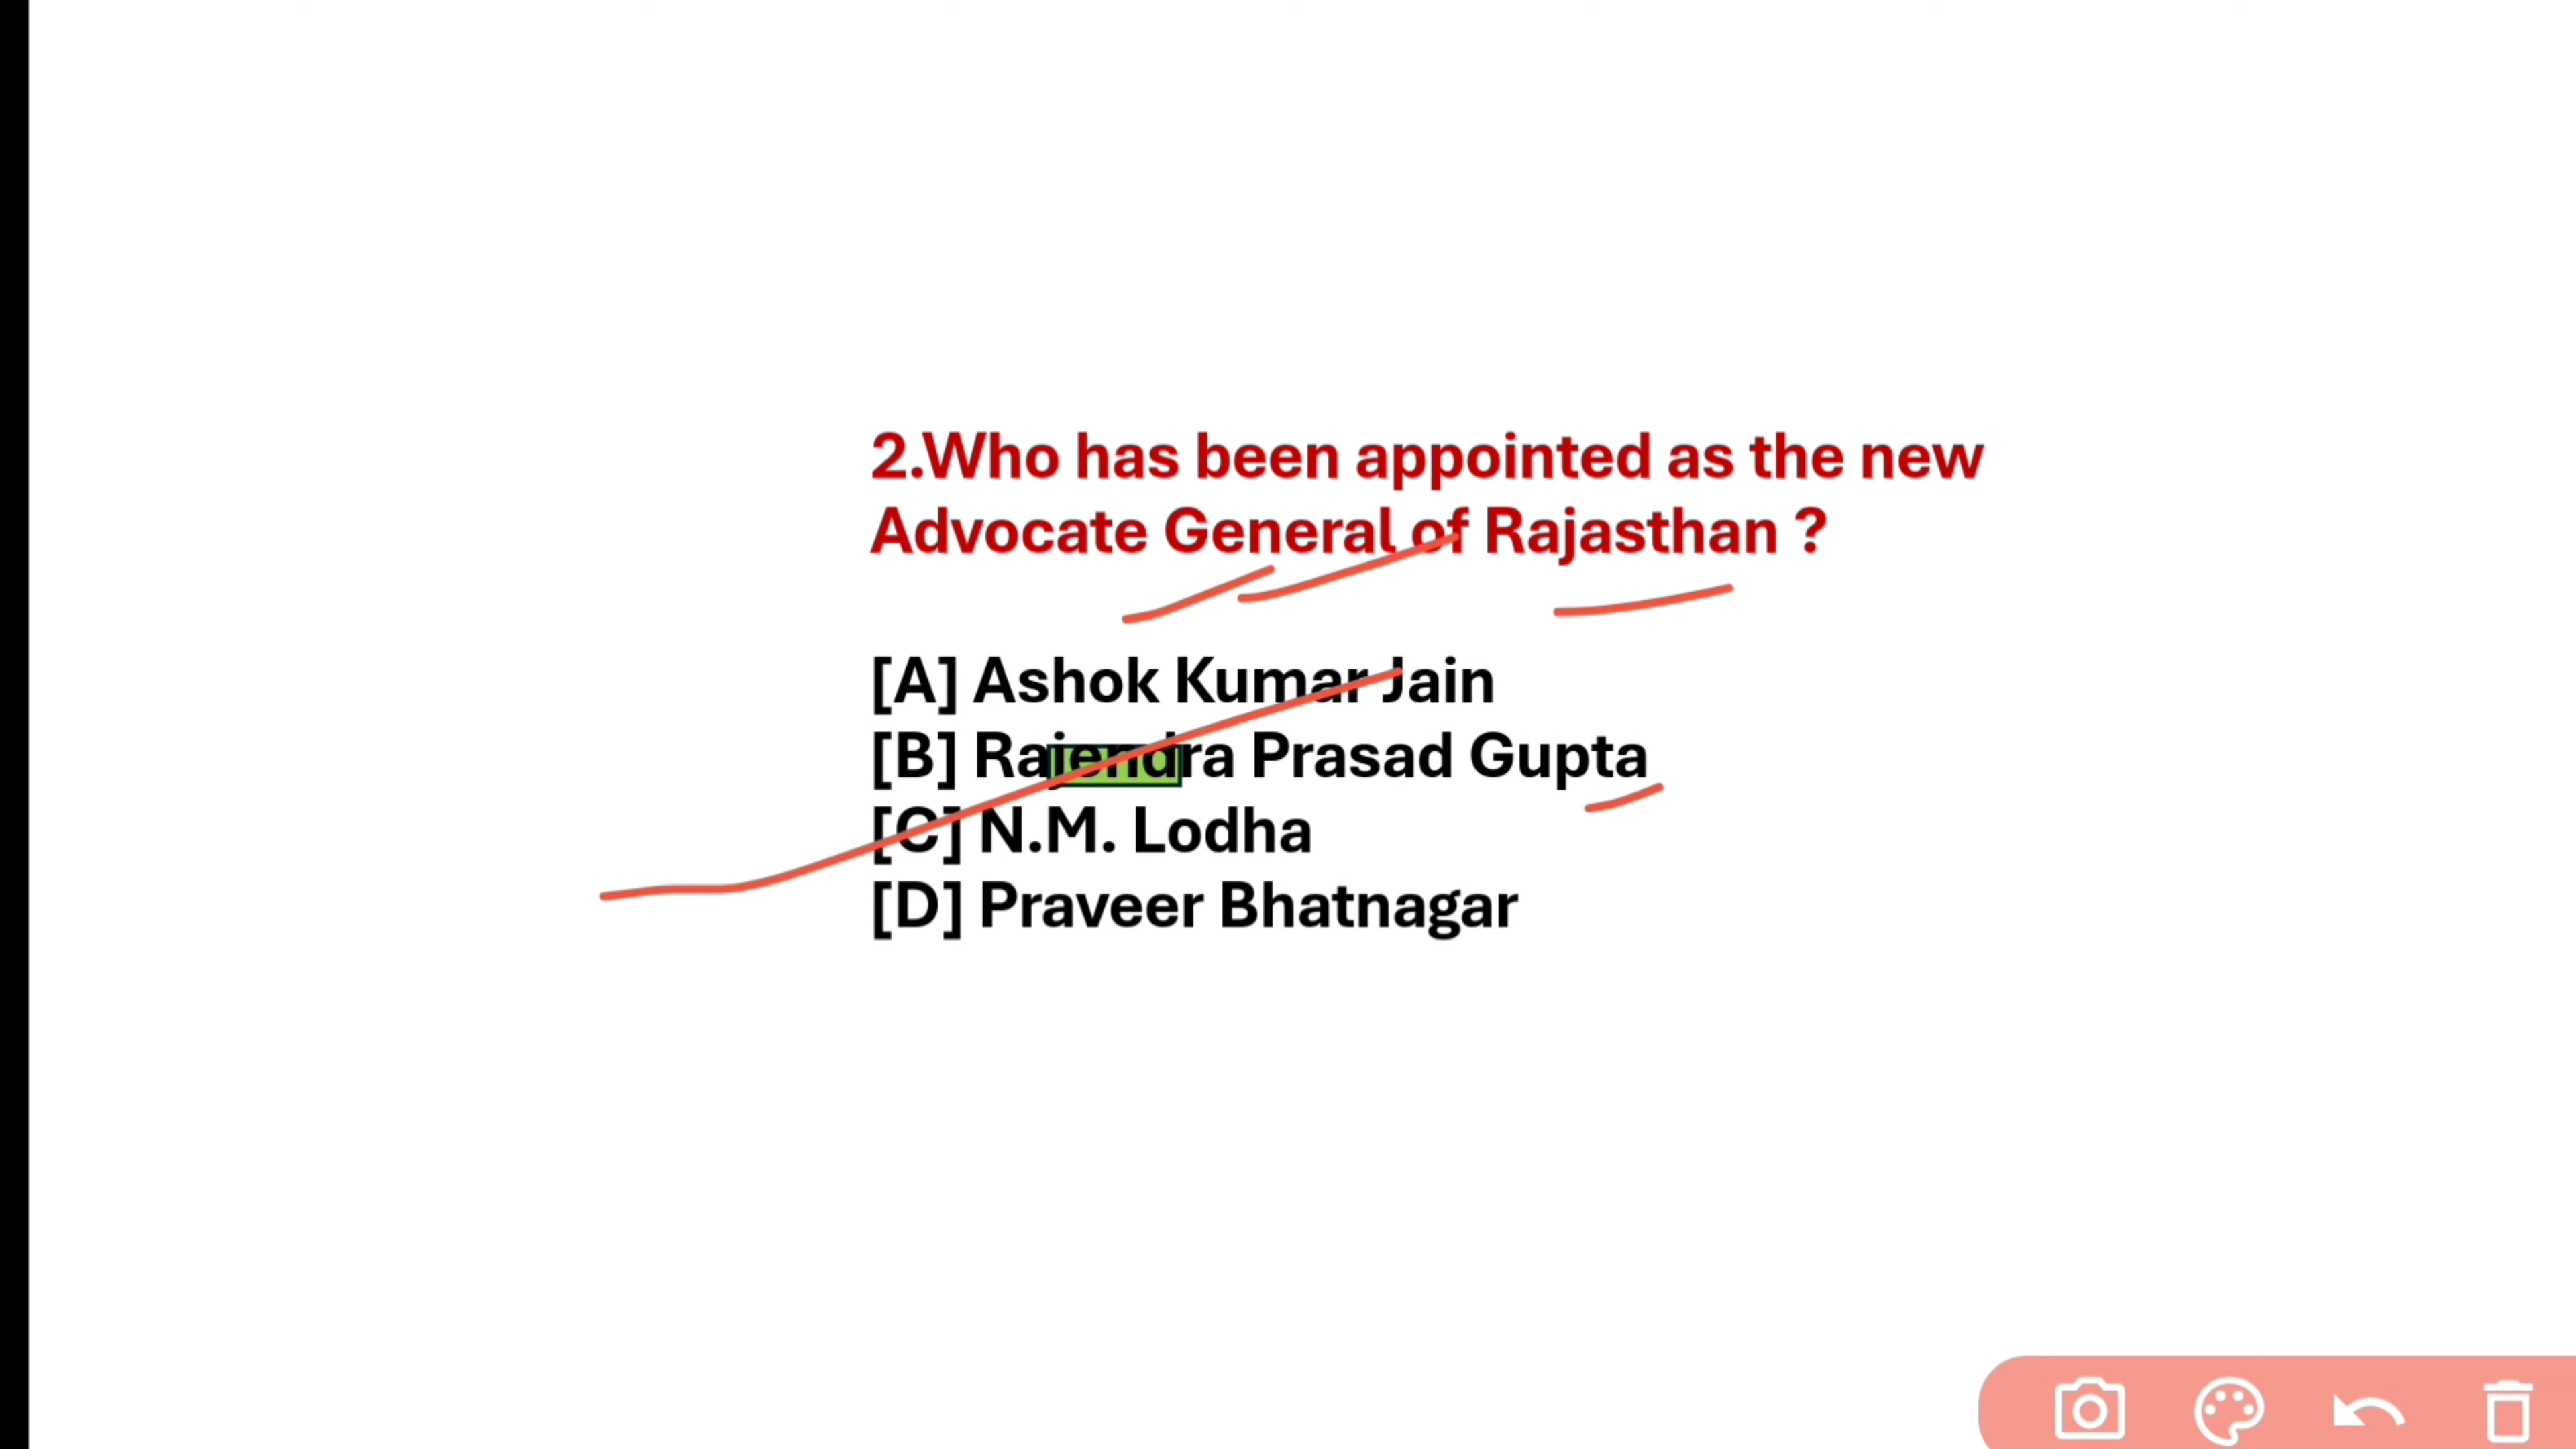 2.Who has been appointed as the new
Advocate General of Rajasthan ?
[A] Ashok Kumar Jain
[B] Rajendra Prasad Gupta
[C] N.M. Lodha
[D] Praveer Bhatnagar